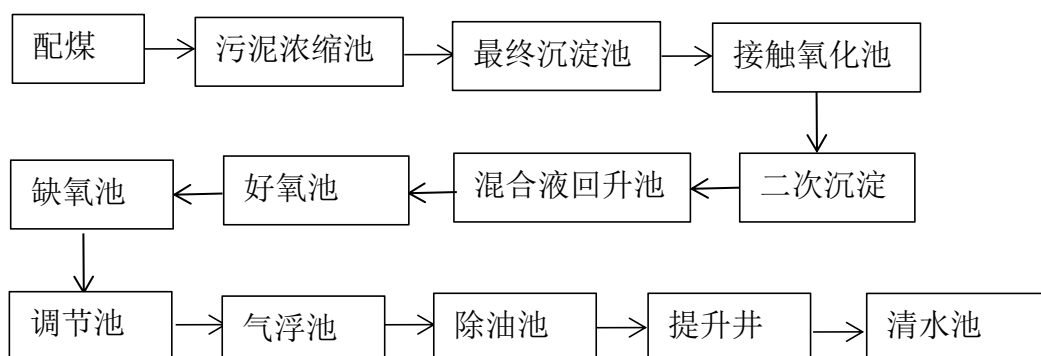 配煤
污泥浓缩池
最终沉淀池
接触氧化池
缺氧池
好氧池
混合液回升池
二次沉淀
调节池
气浮池
除油池
提升井
清水池